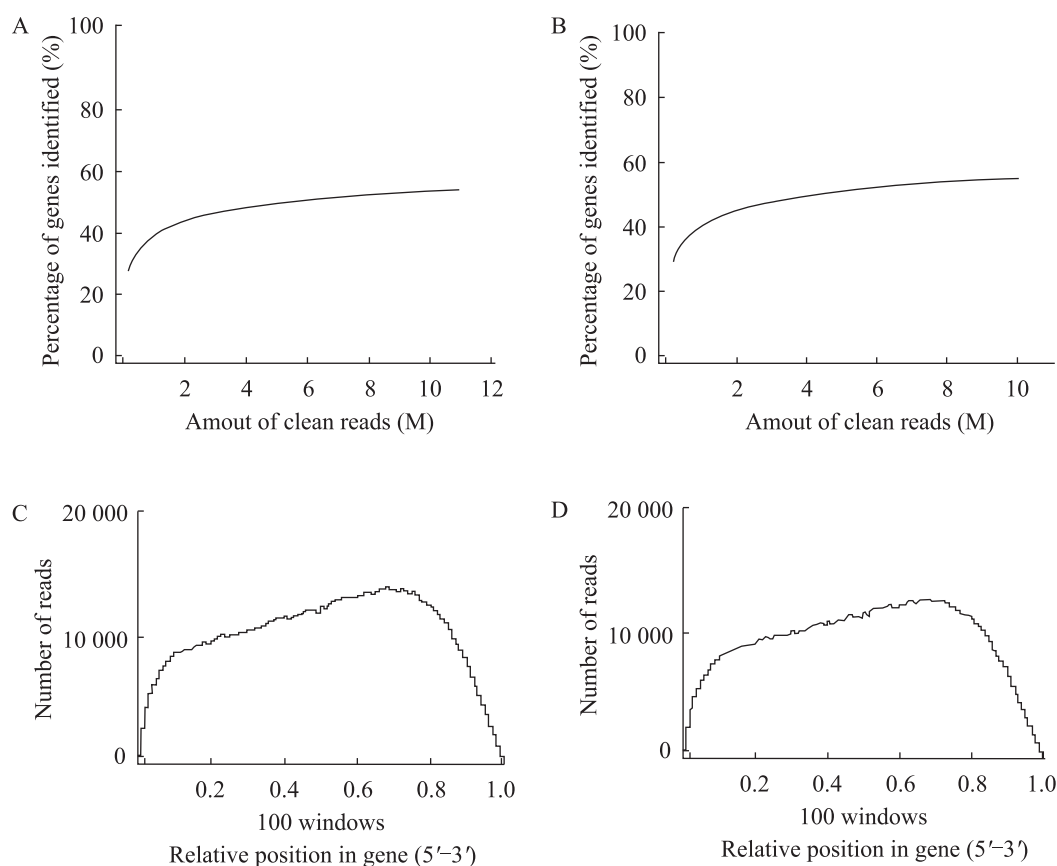 A
Percentage of genes identified (%)
100
80
60
40
20
0
2 4 6 8 10 12
Amout of clean reads (M)
B
Percentage of genes identified (%)
100
80
60
40
20
0
2 4 6 8 10
Amout of clean reads (M)
C
Number of reads
20 000
10 000
0
0.2 0.4 0.6 0.8 1.0
100 windows
Relative position in gene (5′−3′)
D
Number of reads
20 000
10 000
0
0.2 0.4 0.6 0.8 1.0
100 windows
Relative position in gene (5′−3′)